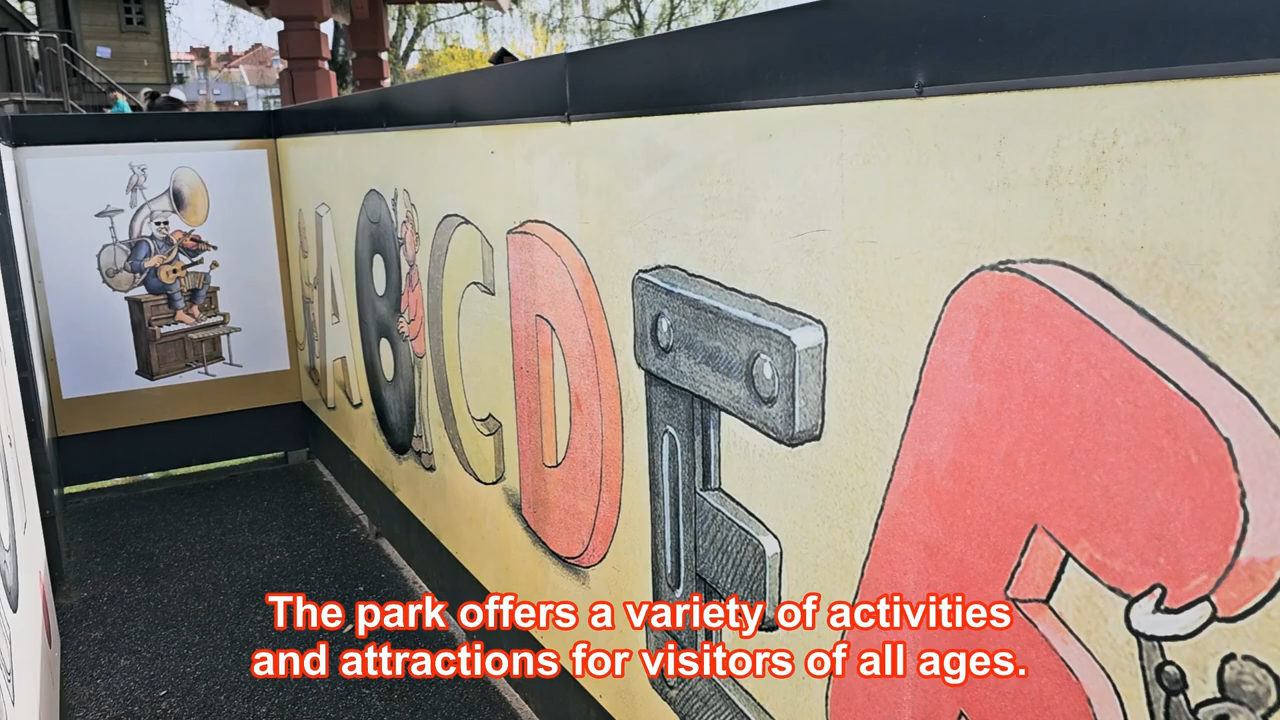 A B C D E F
The park offers a variety of activities
and attractions for visitors of all ages.